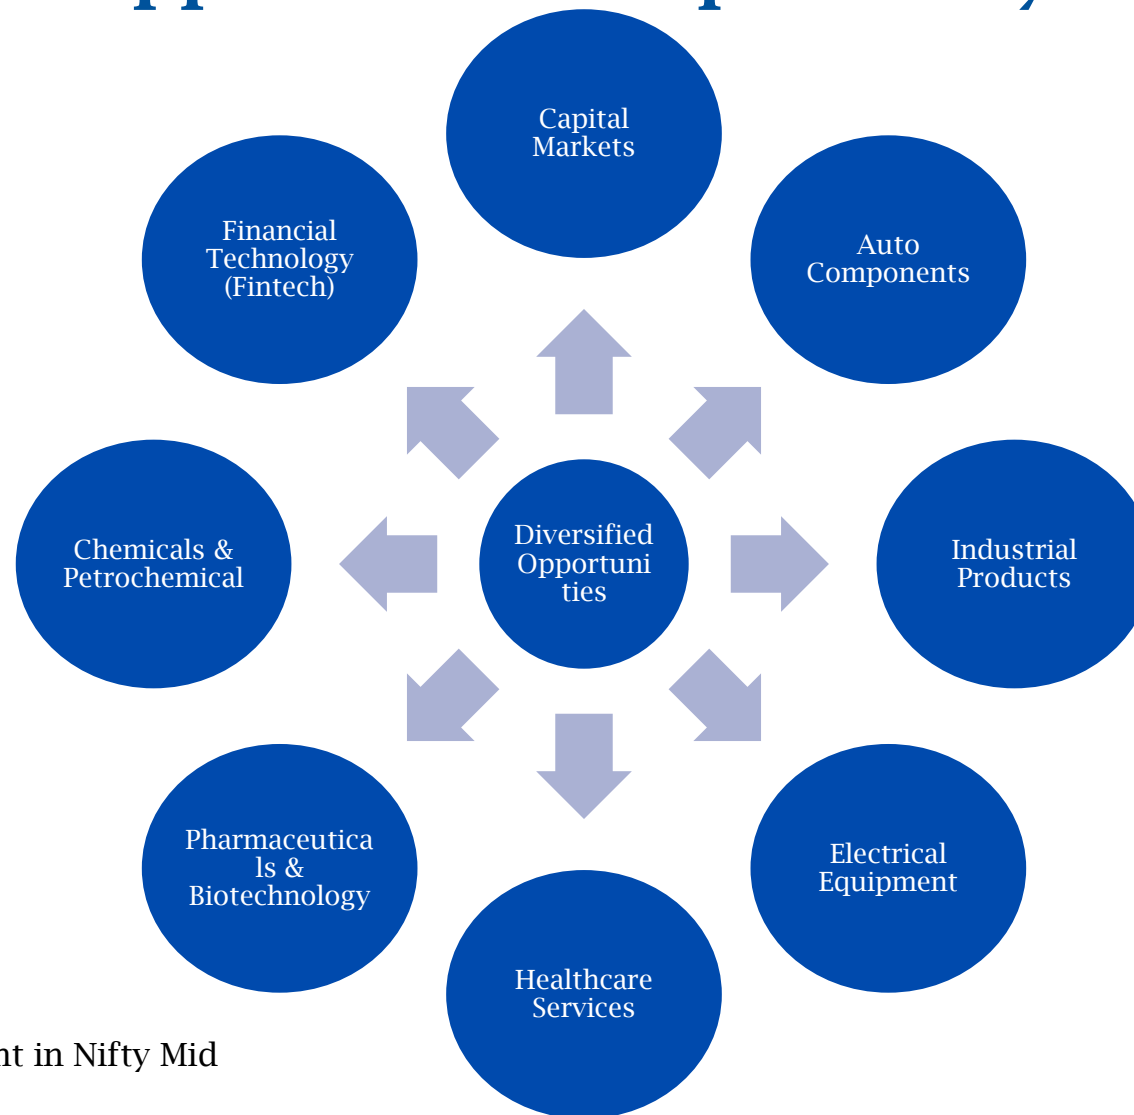 Capital
Markets
Auto
Components
Industrial
Products
Electrical
Equipment
Healthcare
Services
Pharmaceutica
ls &
Biotechnology
Chemicals &
Petrochemical
Financial
Technology
(Fintech)
Diversified
Opportuni
ties
nt in Nifty Mid